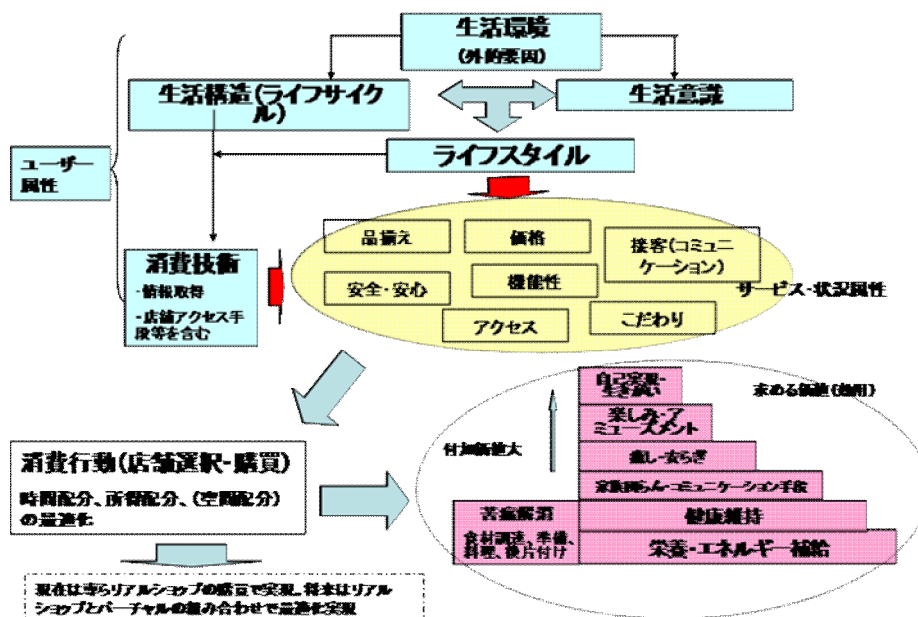 生活環境
(外的要因)
生活構造(ライフサイク
ル)
生活意識
ライフスタイル
ユーザー
属性
品揃え
価格
接客(コミュニ
ケーション)
消費技術
・情報取得
・店舗アクセス手
段等を含む
安全・安心
機能性
サービス・状況属性
アクセス
こだわり
自己実現・
生き甲斐
求める価値(効用)
楽しみ・ア
ミューズメント
付加価値大
癒し・安らぎ
消費行動(店舗選択・購買)
時間配分、所得配分、(空間配分)
の最適化
家族団らん・コミュニケーション手段
苦痛解消
食材調達、準備、
料理、後片付け
健康維持
栄養・エネルギー補給
現在は専らリアルショップの購買で実現。将来はリアル
ショップとバーチャルの組み合わせで最適化実現